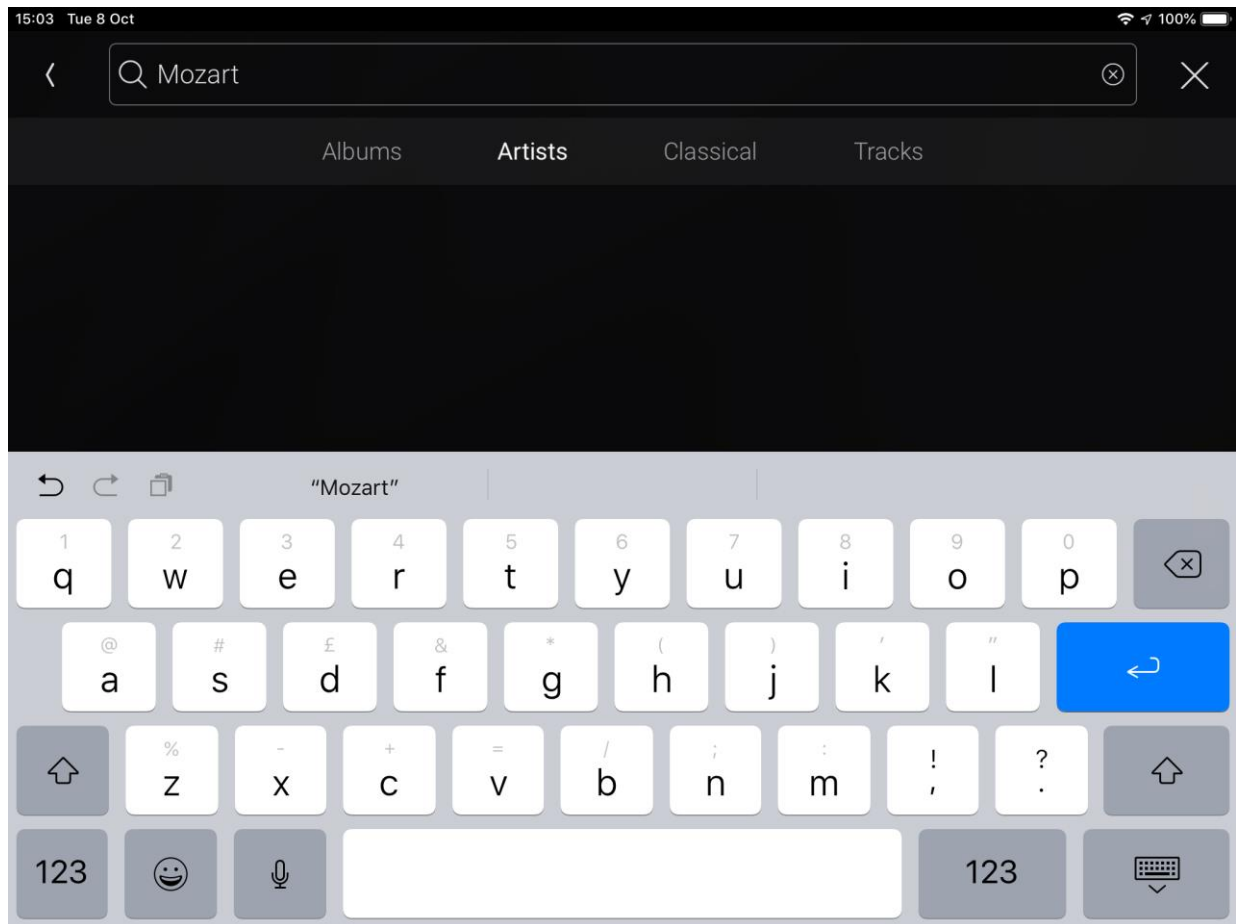 15:03 Tue 8 Oct 100%
Mozart
Albums Artists Classical Tracks
“Mozart”
1 2 3 4 5 6 7 8 9 0
q w e r t y u i o p
@ # £ & * ( ) ' "
a s d f g h j k l
% - + = / ; : ! ?
z x c v b n m , .
123 123